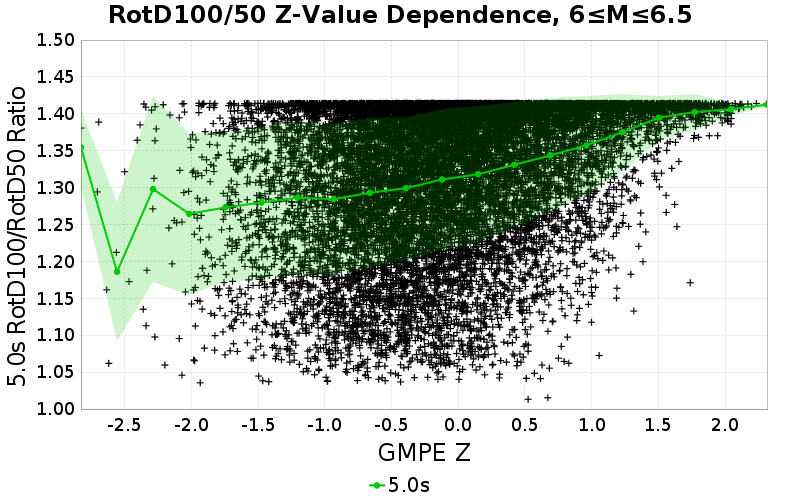 RotD100/50 Z-Value Dependence, 6≤M≤6.5
5.0s RotD100/RotD50 Ratio
1.50
1.45
1.40
1.35
1.30
1.25
1.20
1.15
1.10
1.05
1.00
-2.5 -2.0 -1.5 -1.0 -0.5 0.0 0.5 1.0 1.5 2.0
GMPE Z
5.0s